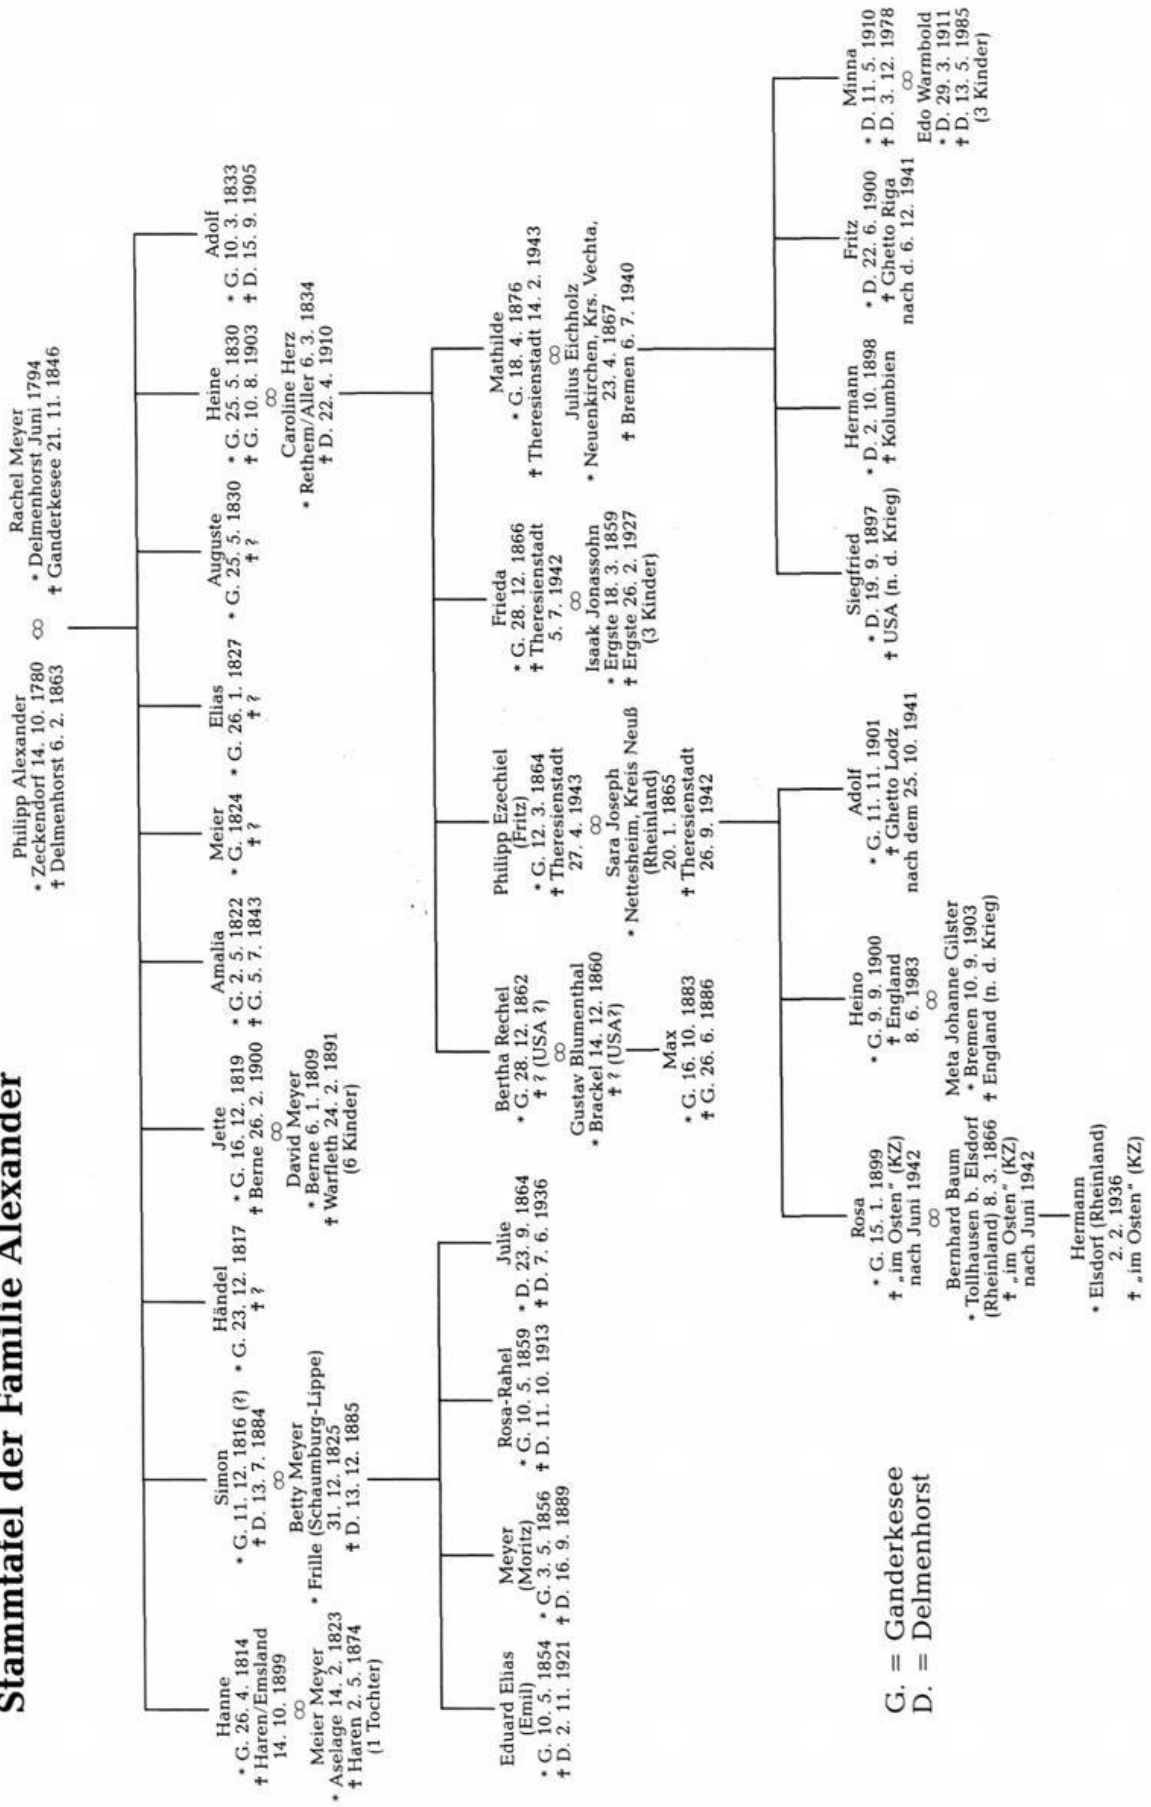 Stammtafel der Familie Alexander
Philipp Alexander
* Zeckendorf 14. 10. 1780
† Delmenhorst 6. 2. 1863
∞
Rachel Meyer
* Delmenhorst Juni 1794
† Ganderkesee 21. 11. 1846
Hanne
* G. 26. 4. 1814
† Haren/Emsland
14. 10. 1899
∞
Meier Meyer
* Aselage 14. 2. 1823
† Haren 2. 5. 1874
(1 Tochter)
Simon
* G. 11. 12. 1816 (?)
† D. 13. 7. 1884
∞
Betty Meyer
* Frille (Schaumburg-Lippe)
31. 12. 1825
† D. 13. 12. 1885
Händel
* G. 23. 12. 1817
† ?
Jette
* G. 16. 12. 1819
† Berne 26. 2. 1900
∞
David Meyer
* Berne 6. 1. 1809
† Warfleth 24. 2. 1891
(6 Kinder)
Amalia
* G. 2. 5. 1822
† G. 5. 7. 1843
Meier
* G. 1824
† ?
Elias
* G. 26. 1. 1827
† ?
Auguste
* G. 25. 5. 1830
† ?
Heine
* G. 25. 5. 1830
† G. 10. 8. 1903
∞
Caroline Herz
* Rethem/Aller 6. 3. 1834
† D. 22. 4. 1910
Adolf
* G. 10. 3. 1833
† D. 15. 9. 1905
Eduard Elias
(Emil)
* G. 10. 5. 1854
† D. 2. 11. 1921
Meyer
(Moritz)
* G. 3. 5. 1856
† D. 16. 9. 1889
Rosa-Rahel
* G. 10. 5. 1859
† D. 11. 10. 1913
Julie
* D. 23. 9. 1864
† D. 7. 6. 1936
Bertha Rechel
* G. 28. 12. 1862
† ? (USA ?)
∞
Gustav Blumenthal
* Brackel 14. 12. 1860
† ? (USA?)
Max
* G. 16. 10. 1883
† G. 26. 6. 1886
Philipp Ezechiel
(Fritz)
* G. 12. 3. 1864
† Theresienstadt
27. 4. 1943
∞
Sara Joseph
* Nettesheim, Kreis Neuß
(Rheinland)
20. 1. 1865
† Theresienstadt
26. 9. 1942
Frieda
* G. 28. 12. 1866
† Theresienstadt
5. 7. 1942
∞
Isaak Jonassohn
* Ergste 18. 3. 1859
† Ergste 26. 2. 1927
(3 Kinder)
Mathilde
* G. 18. 4. 1876
† Theresienstadt 14. 2. 1943
∞
Julius Eichholz
* Neuenkirchen, Krs. Vechta,
23. 4. 1867
† Bremen 6. 7. 1940
Rosa
* G. 15. 1. 1899
† „im Osten" (KZ)
nach Juni 1942
∞
Bernhard Baum
* Tollhausen b. Elsdorf
(Rheinland) 8. 3. 1866
† „im Osten" (KZ)
nach Juni 1942
Hermann
* Elsdorf (Rheinland)
2. 2. 1936
† „im Osten" (KZ)
Heino
* G. 9. 9. 1900
† England
8. 6. 1983
∞
Meta Johanne Gilster
* Bremen 10. 9. 1903
† England (n. d. Krieg)
Adolf
* G. 11. 11. 1901
† Ghetto Lodz
nach dem 25. 10. 1941
Siegfried
* D. 19. 9. 1897
† USA (n. d. Krieg)
Hermann
* D. 2. 10. 1898
† Kolumbien
Fritz
* D. 22. 6. 1900
† Ghetto Riga
nach d. 6. 12. 1941
Minna
* D. 11. 5. 1910
† D. 3. 12. 1978
∞
Edo Warmbold
* D. 29. 3. 1911
† D. 13. 5. 1985
(3 Kinder)
G. = Ganderkesee
D. = Delmenhorst